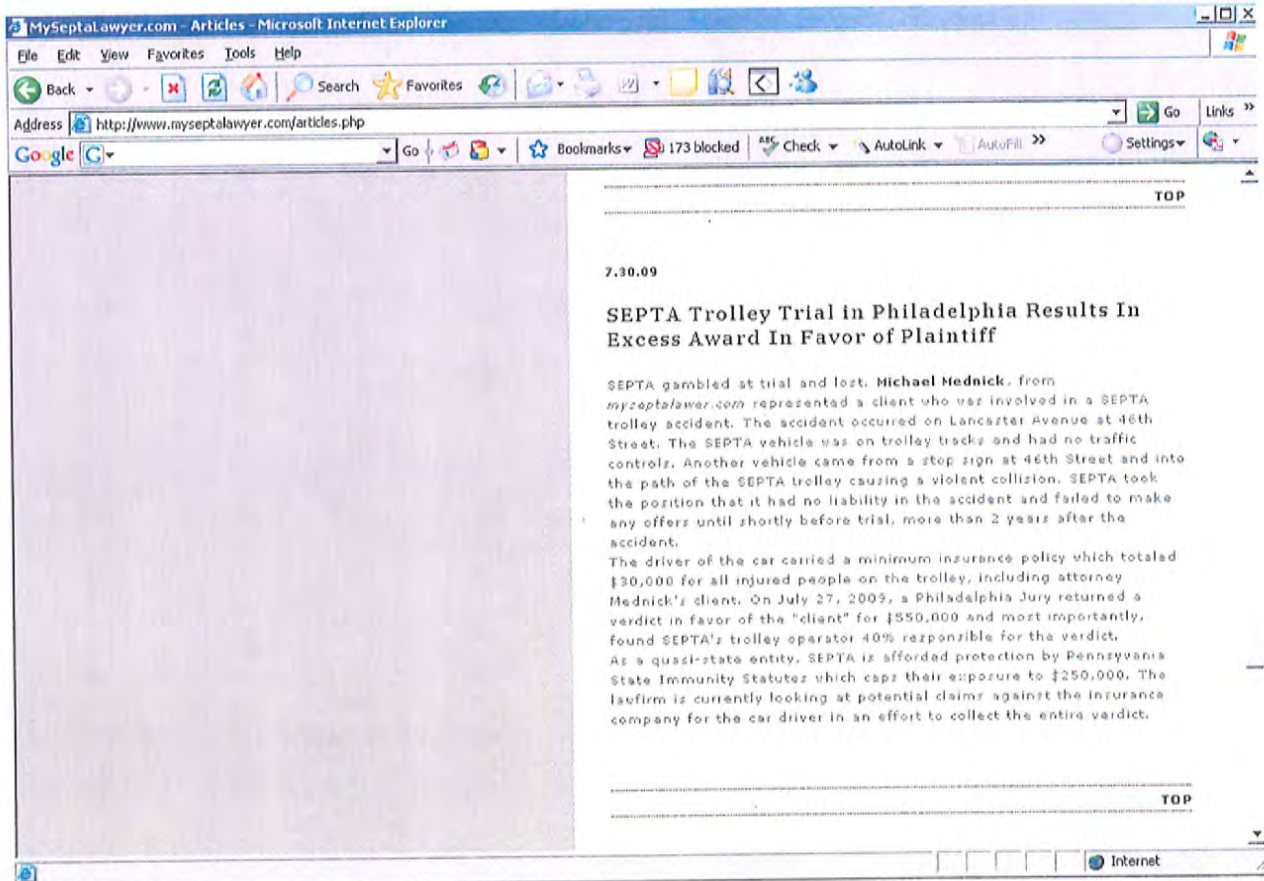 MySeptaLawyer.com - Articles - Microsoft Internet Explorer
File Edit View Favorites Tools Help
Back Search Favorites
Address http://www.myseptalawyer.com/articles.php Go Links »
Google G Go Bookmarks 173 blocked ABC Check AutoLink AutoFill » Settings
TOP
7.30.09
SEPTA Trolley Trial in Philadelphia Results In
Excess Award In Favor of Plaintiff
SEPTA gambled at trial and lost. Michael Mednick, from
myseptalawer.com represented a client who was involved in a SEPTA
trolley accident. The accident occurred on Lancaster Avenue at 46th
Street. The SEPTA vehicle was on trolley tracks and had no traffic
controls. Another vehicle came from a stop sign at 46th Street and into
the path of the SEPTA trolley causing a violent collision. SEPTA took
the position that it had no liability in the accident and failed to make
any offers until shortly before trial, more than 2 years after the
accident.
The driver of the car carried a minimum insurance policy which totaled
$30,000 for all injured people on the trolley, including attorney
Mednick's client. On July 27, 2009, a Philadelphia Jury returned a
verdict in favor of the "client" for $550,000 and most importantly,
found SEPTA's trolley operator 40% responsible for the verdict.
As a quasi-state entity, SEPTA is afforded protection by Pennsyvania
State Immunity Statutes which caps their exposure to $250,000. The
lawfirm is currently looking at potential claims against the insurance
company for the car driver in an effort to collect the entire verdict.
TOP
Internet